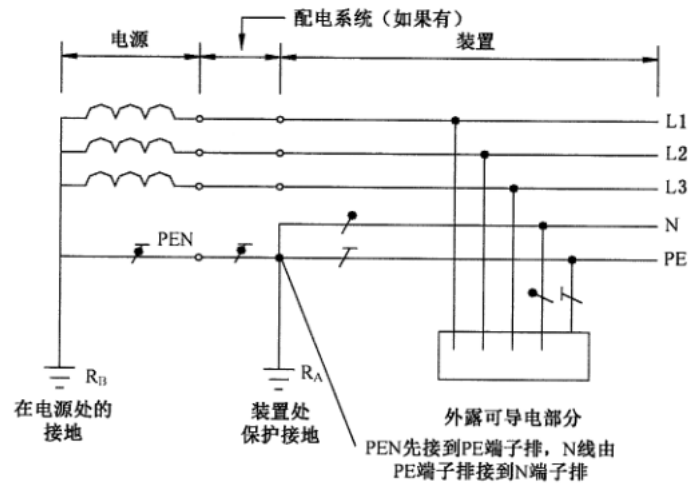 配电系统（如果有）
电源
装置
L1
L2
L3
N
PEN
PE
R_B
R_A
在电源处的
接地
装置处
保护接地
外露可导电部分
PEN先接到PE端子排，N线由
PE端子排接到N端子排